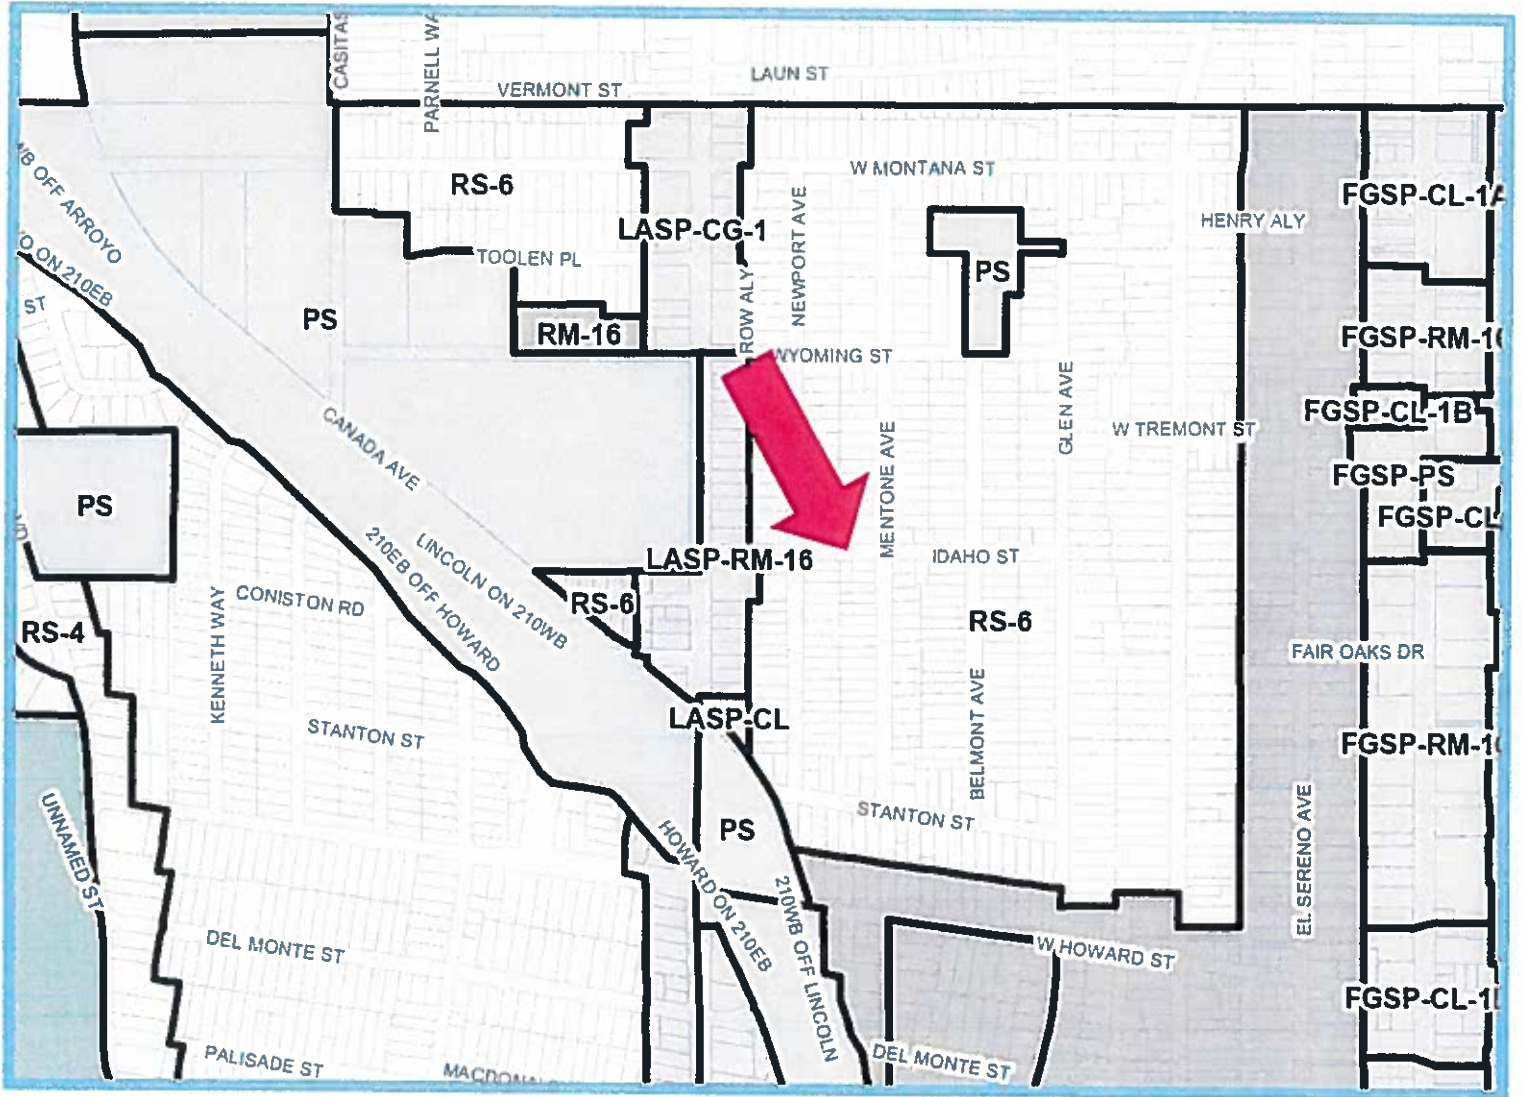 CASITAS
PARNELL WA
VERMONT ST
LAUN ST
WB OFF ARROYO
O ON 210EB
ST
RS-6
W MONTANA ST
LASP-CG-1
NEWPORT AVE
HENRY ALY
FGSP-CL-1A
TOOLEN PL
PS
PS
RM-16
ROW ALY
WYOMING ST
FGSP-RM-16
GLEN AVE
FGSP-CL-1B
W TREMONT ST
CANADA AVE
MENTONE AVE
FGSP-PS
PS
FGSP-CL
LINCOLN ON 210WB
210EB OFF HOWARD
LASP-RM-16
IDAHO ST
CONISTON RD
RS-6
RS-6
RS-4
KENNETH WAY
FAIR OAKS DR
STANTON ST
LASP-CL
BELMONT AVE
FGSP-RM-16
UNNAMED ST
PS
STANTON ST
EL SERENO AVE
HOWARD ON 210EB
210WB OFF LINCOLN
DEL MONTE ST
W HOWARD ST
FGSP-CL-1
PALISADE ST
MACDONA
DEL MONTE ST